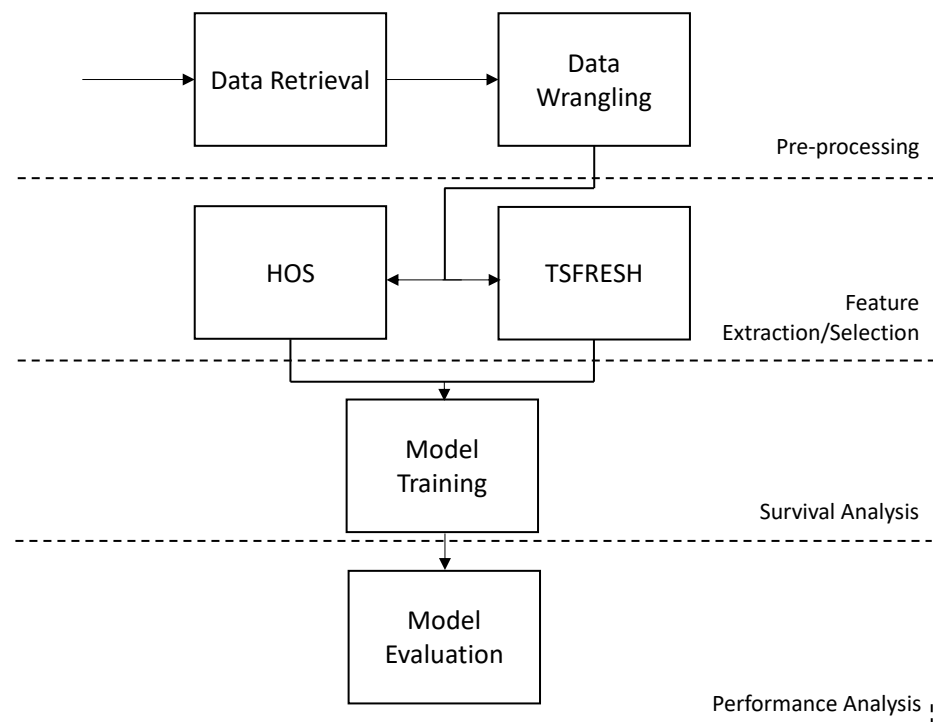 Data Retrieval
Data
Wrangling
Pre-processing
HOS
TSFRESH
Feature
Extraction/Selection
Model
Training
Survival Analysis
Model
Evaluation
Performance Analysis